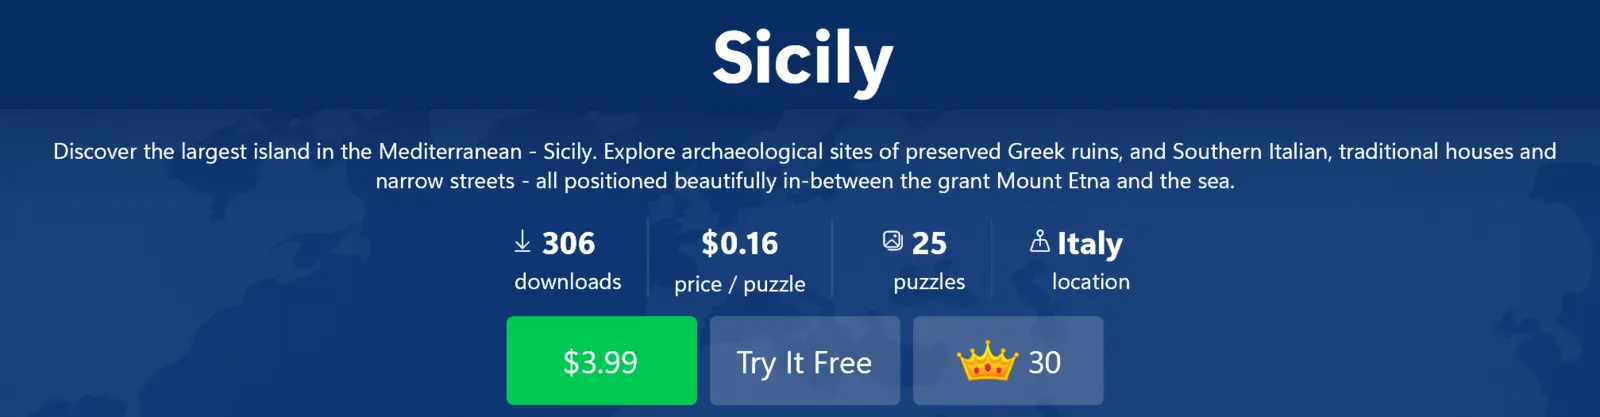 Sicily
Discover the largest island in the Mediterranean - Sicily. Explore archaeological sites of preserved Greek ruins, and Southern Italian, traditional houses and
narrow streets - all positioned beautifully in-between the grant Mount Etna and the sea.
306 $0.16 25 Italy
downloads price / puzzle puzzles location
$3.99 Try It Free 30